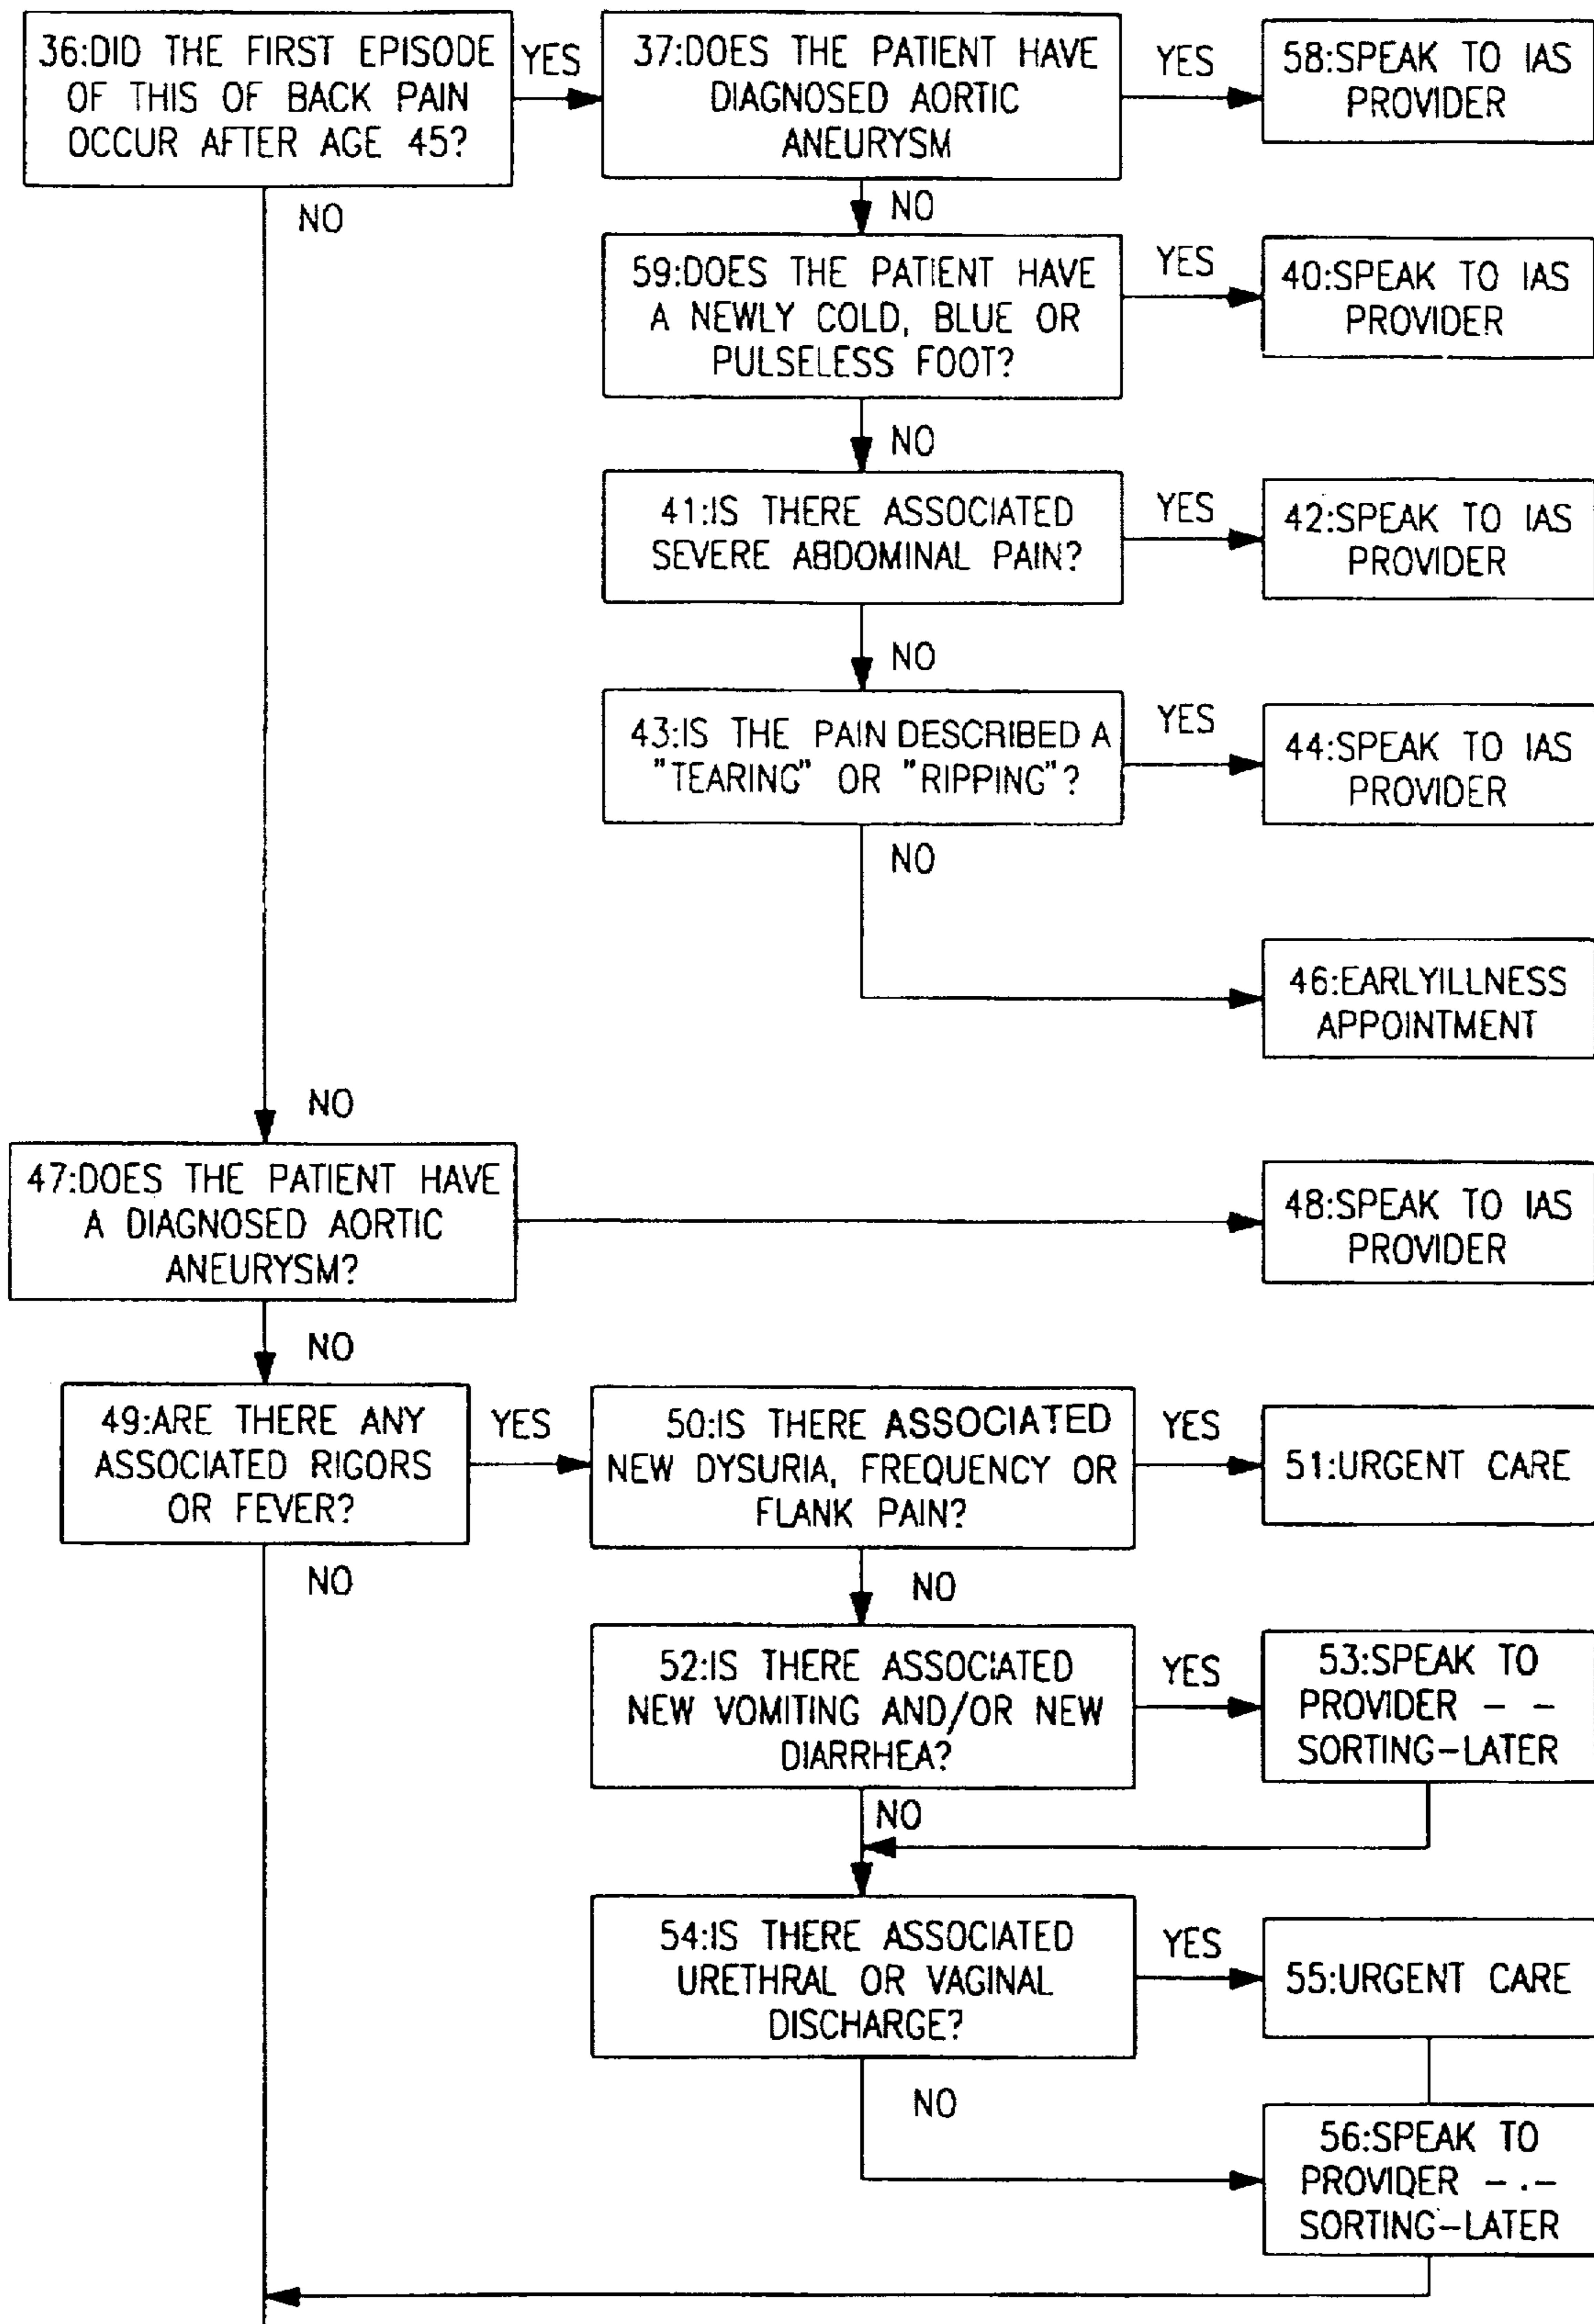 36:DID THE FIRST EPISODE
OF THIS OF BACK PAIN
OCCUR AFTER AGE 45?
YES
37:DOES THE PATIENT HAVE
DIAGNOSED AORTIC
ANEURYSM
YES
58:SPEAK TO IAS
PROVIDER
NO
NO
59:DOES THE PATIENT HAVE
A NEWLY COLD, BLUE OR
PULSELESS FOOT?
YES
40:SPEAK TO IAS
PROVIDER
NO
41:IS THERE ASSOCIATED
SEVERE ABDOMINAL PAIN?
YES
42:SPEAK TO IAS
PROVIDER
NO
43:IS THE PAIN DESCRIBED A
"TEARING" OR "RIPPING"?
YES
44:SPEAK TO IAS
PROVIDER
NO
46:EARLYILLNESS
APPOINTMENT
NO
47:DOES THE PATIENT HAVE
A DIAGNOSED AORTIC
ANEURYSM?
48:SPEAK TO IAS
PROVIDER
NO
49:ARE THERE ANY
ASSOCIATED RIGORS
OR FEVER?
YES
50:IS THERE ASSOCIATED
NEW DYSURIA, FREQUENCY OR
FLANK PAIN?
YES
51:URGENT CARE
NO
NO
52:IS THERE ASSOCIATED
NEW VOMITING AND/OR NEW
DIARRHEA?
YES
53:SPEAK TO
PROVIDER - -
SORTING-LATER
NO
54:IS THERE ASSOCIATED
URETHRAL OR VAGINAL
DISCHARGE?
YES
55:URGENT CARE
NO
56:SPEAK TO
PROVIDER -.-
SORTING-LATER